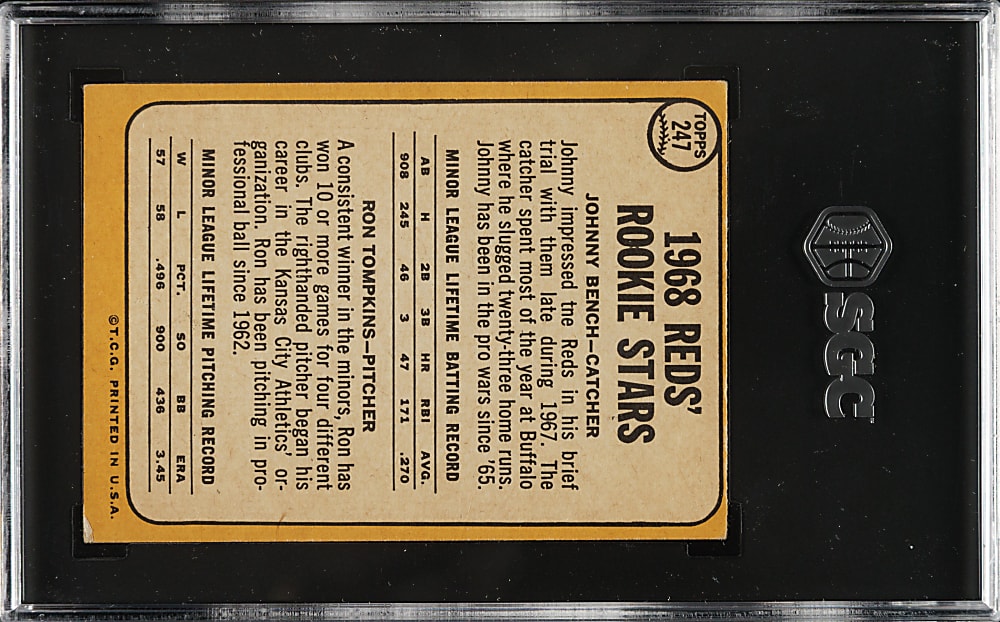 SGC
TOPPS
247
1968 REDS'
ROOKIE STARS
JOHNNY BENCH—CATCHER
Johnny impressed the Reds in his brief
trial with them late during 1967. The
catcher spent most of the year at Buffalo
where he slugged twenty-three home runs.
Johnny has been in the pro wars since '65.
MINOR LEAGUE LIFETIME BATTING RECORD
AB H 2B 3B HR RBI AVG.
908 245 46 3 47 171 .270
RON TOMPKINS—PITCHER
A consistent winner in the minors, Ron has
won 10 or more games for four different
clubs. The righthanded pitcher began his
career in the Kansas City Athletics' or-
ganization. Ron has been pitching in pro-
fessional ball since 1962.
MINOR LEAGUE LIFETIME PITCHING RECORD
W L PCT. SO BB ERA
57 58 .496 900 436 3.45
©T.C.G. PRINTED IN U.S.A.